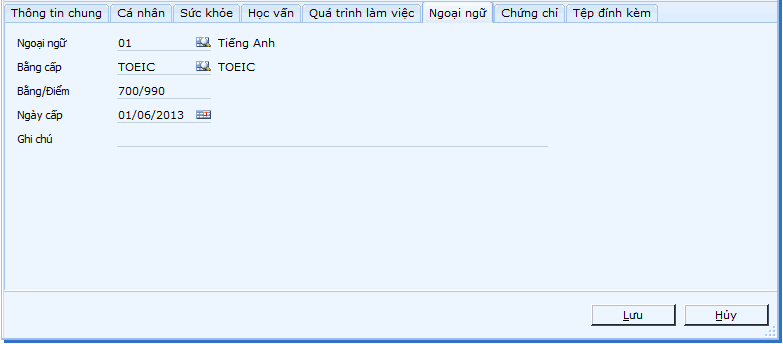 Thông tin chung Cá nhân Sức khỏe Học vấn Quá trình làm việc Ngoại ngữ Chứng chỉ Tệp đính kèm
Ngoại ngữ 01 Tiếng Anh
Bằng cấp TOEIC TOEIC
Bằng/Điểm 700/990
Ngày cấp 01/06/2013
Ghi chú
Lưu Hủy